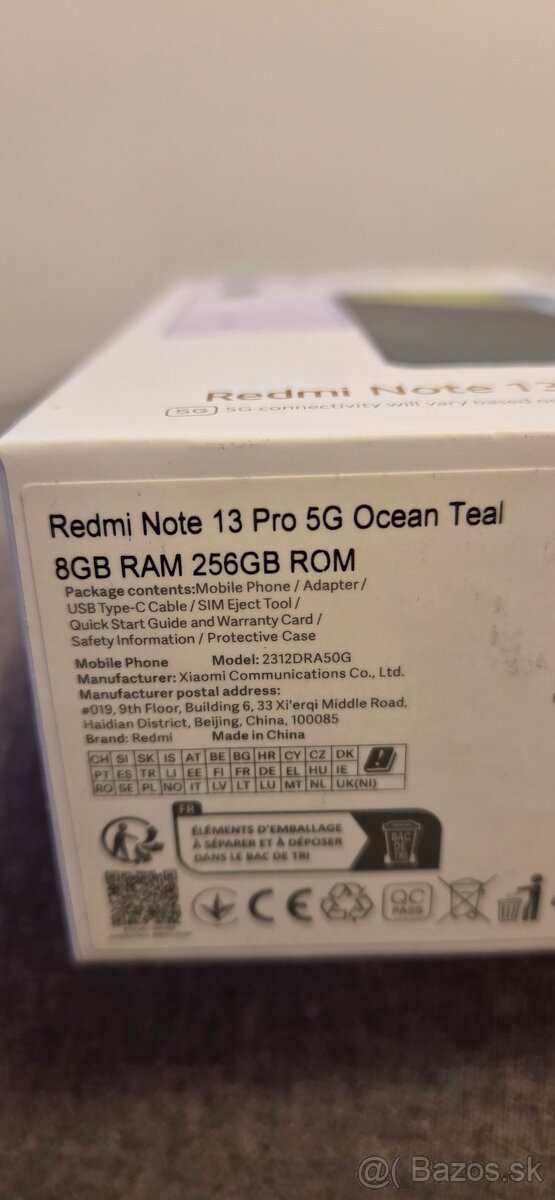 Redmi Note 13
5G 5G connectivity will vary based o
Redmi Note 13 Pro 5G Ocean Teal
8GB RAM 256GB ROM
Package contents:Mobile Phone / Adapter /
USB Type-C Cable / SIM Eject Tool /
Quick Start Guide and Warranty Card /
Safety Information / Protective Case
Mobile Phone Model: 2312DRA50G
Manufacturer: Xiaomi Communications Co., Ltd.
Manufacturer postal address:
#019, 9th Floor, Building 6, 33 Xi'erqi Middle Road,
Haidian District, Beijing, China, 100085
Brand: Redmi Made in China
CH SI SK IS AT BE BG HR CY CZ DK
PT ES TR LI EE FI FR DE EL HU IE
RO SE PL NO IT LV LT LU MT NL UK(NI)
FR
ÉLÉMENTS D'EMBALLAGE
À SÉPARER ET À DÉPOSER
DANS LE BAC DE TRI
BAC
DE
TRI
CE
QC
PASS
@( Bazos.sk